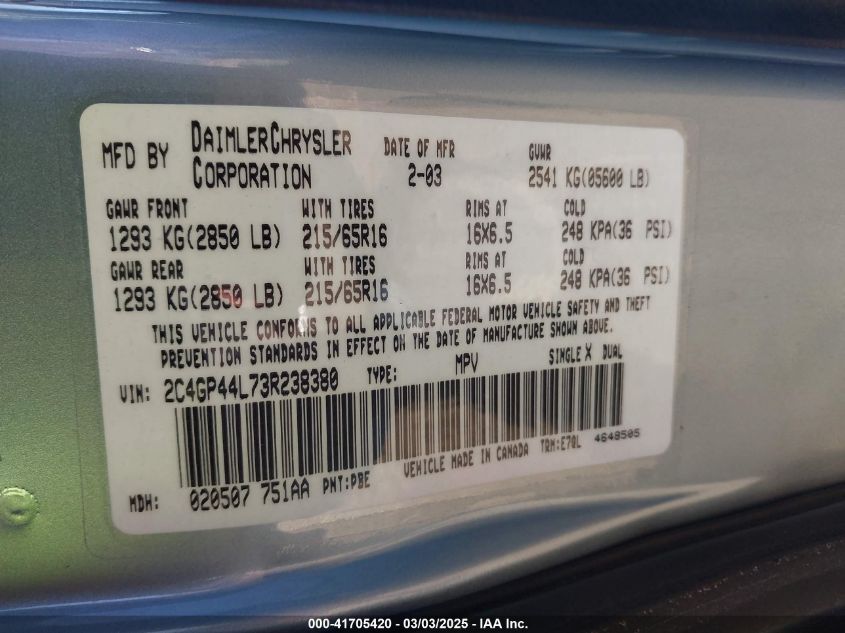 MFD BY DAIMLERCHRYSLER CORPORATION DATE OF MFR 2-03 GVWR 2541 KG(05600 LB)
GAWR FRONT WITH TIRES RIMS AT COLD
1293 KG(2850 LB) 215/65R16 16X6.5 248 KPA(36 PSI)
GAWR REAR WITH TIRES RIMS AT COLD
1293 KG(2850 LB) 215/65R16 16X6.5 248 KPA(36 PSI)
THIS VEHICLE CONFORMS TO ALL APPLICABLE FEDERAL MOTOR VEHICLE SAFETY AND THEFT
PREVENTION STANDARDS IN EFFECT ON THE DATE OF MANUFACTURE SHOWN ABOVE.
VIN: 2C4GP44L73R238380 TYPE: MPV SINGLE X DUAL
VEHICLE MADE IN CANADA TRM:E7QL 4648505
MDH: 020507 751AA PNT:PBE
000-41705420 - 03/03/2025 - IAA Inc.